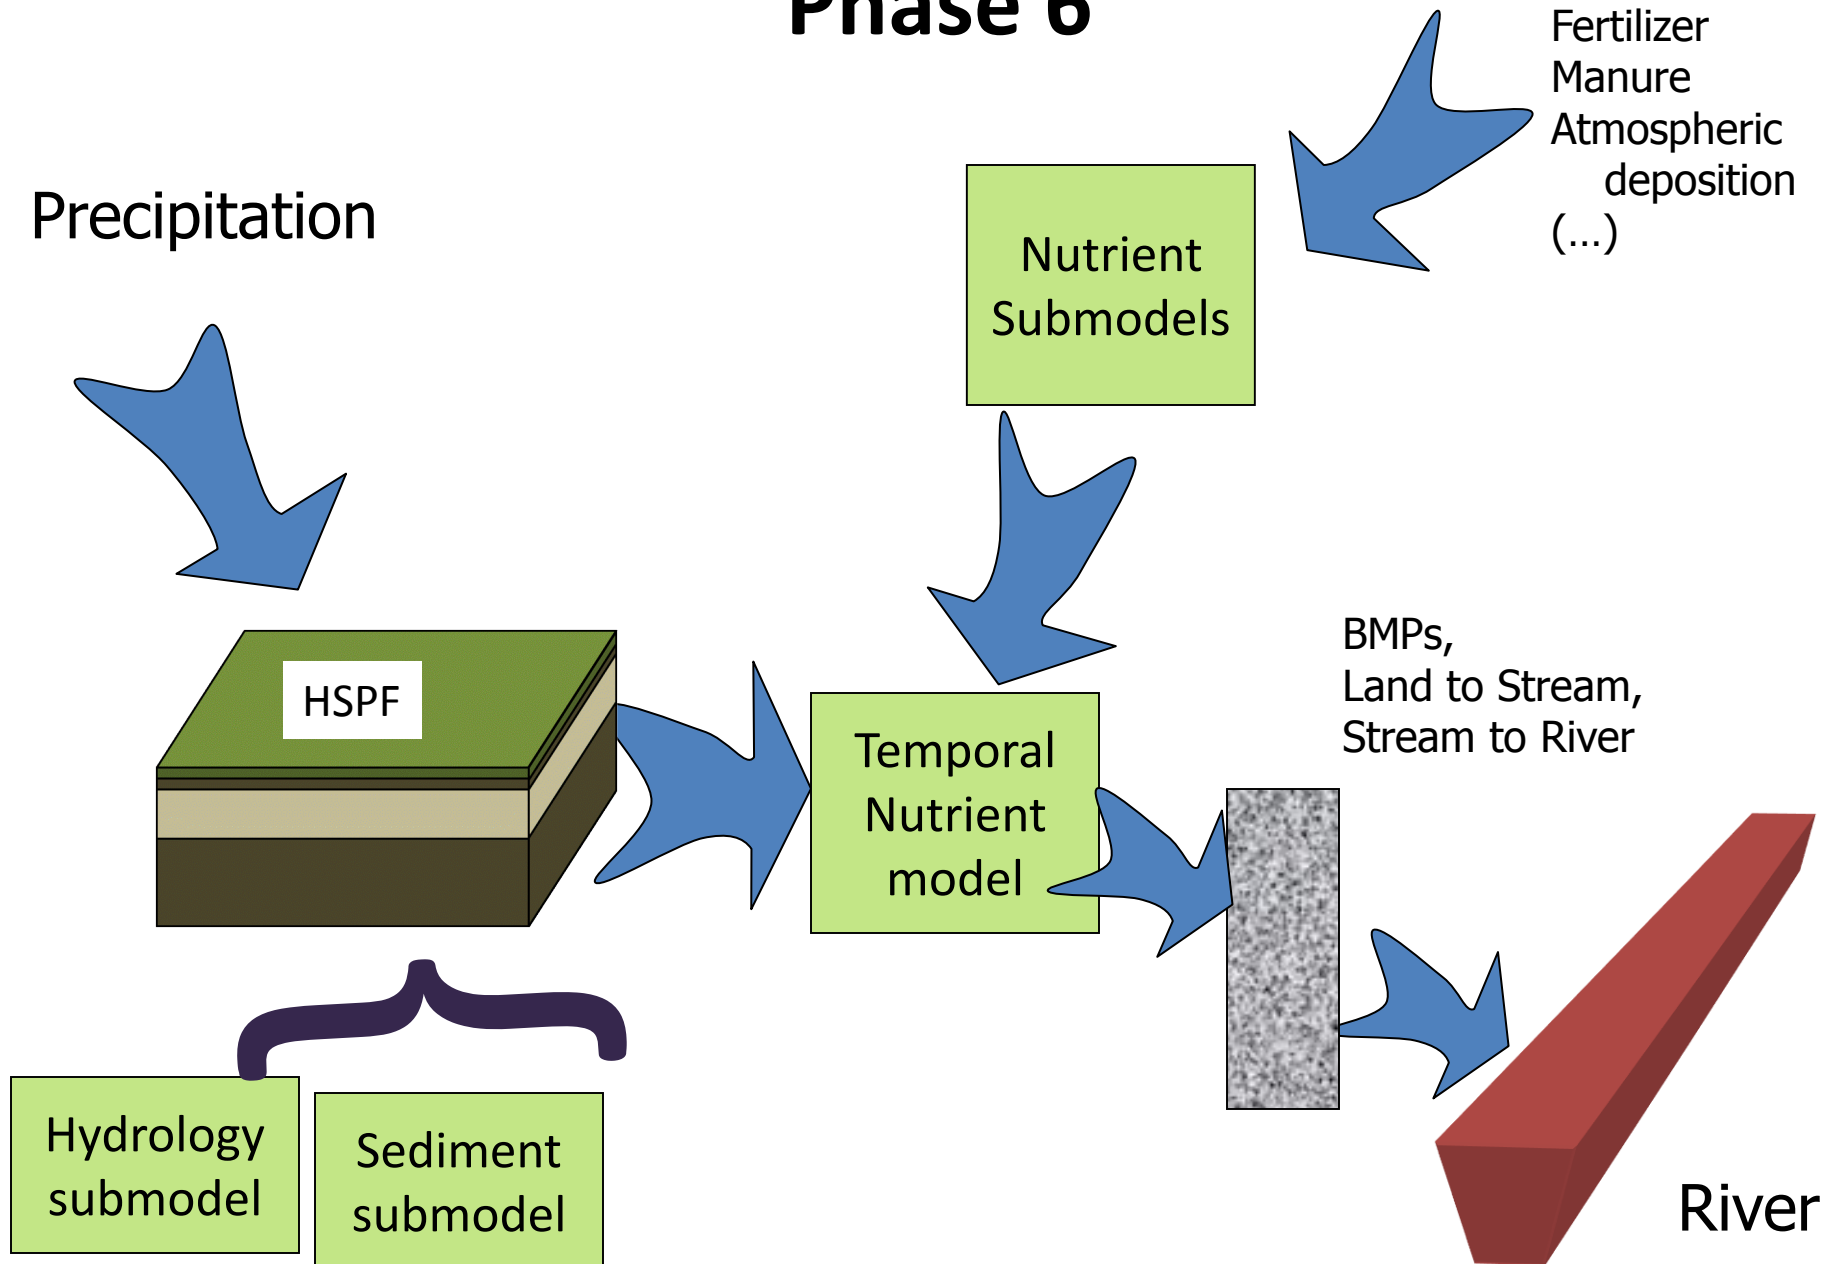 Phase 6
Fertilizer
Manure
Atmospheric
deposition
(...)
Precipitation
Nutrient
Submodels
HSPF
Temporal
Nutrient
model
BMPs,
Land to Stream,
Stream to River
Hydrology
submodel
Sediment
submodel
River